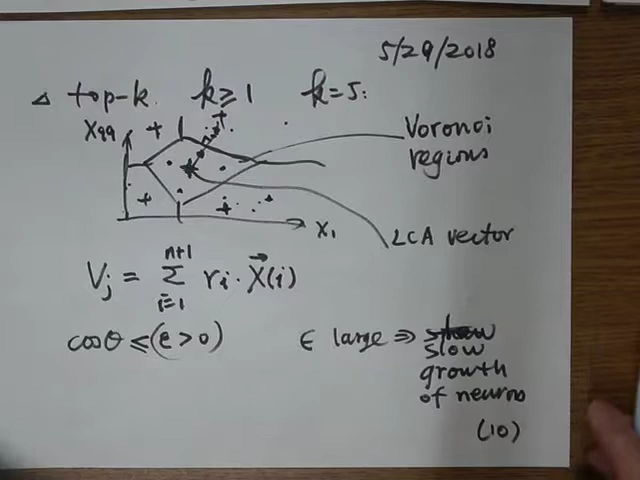 5/29/2018
△ top-k. k ≥ 1 k=5:
X99
Voronoi
regions
X1
LCA vector
Vj = Σ_{i=1}^{n+1} ri · X⃗(i)
cosθ ≤ (e > 0)
ϵ large ⇒ slow
growth
of neurons
(10)